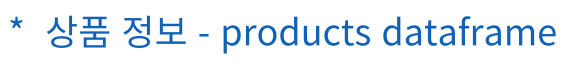 * 상품 정보 - products dataframe